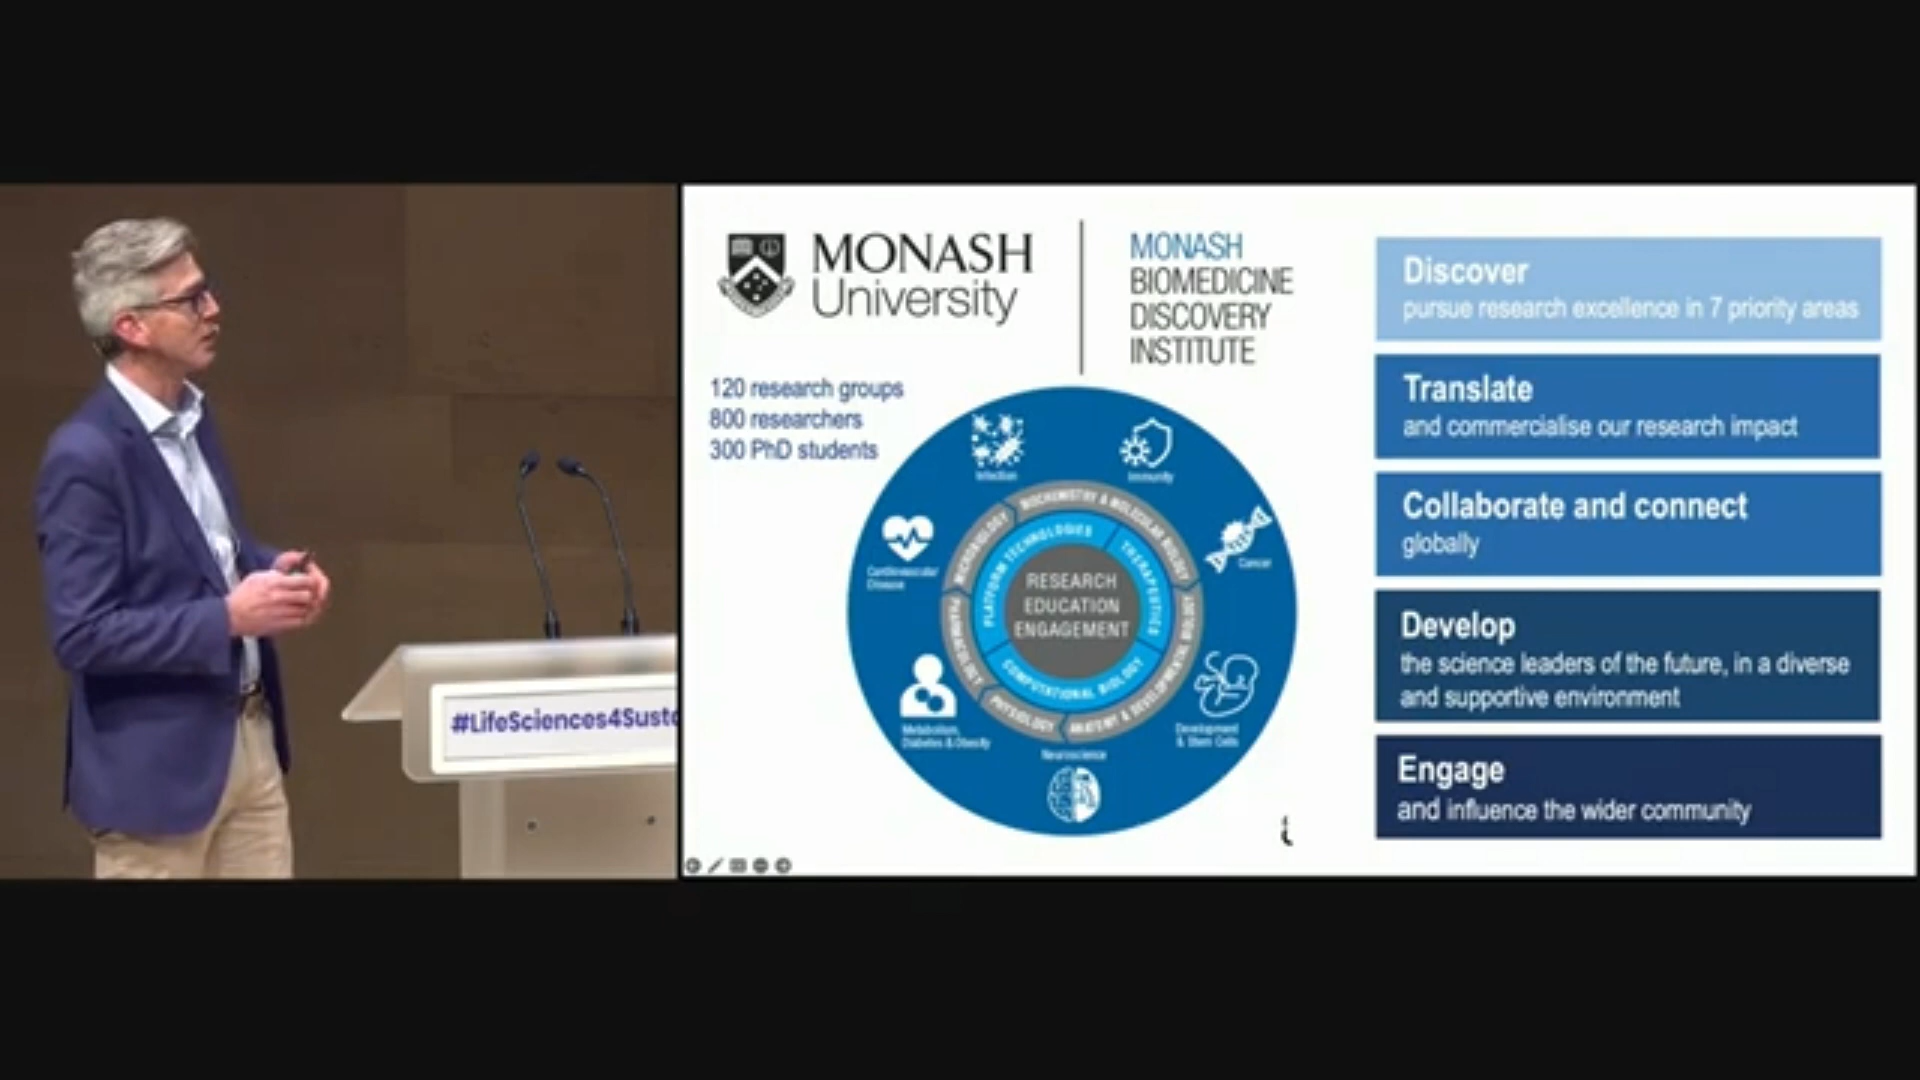 MONASH
University
MONASH
BIOMEDICINE
DISCOVERY
INSTITUTE
120 research groups
800 researchers
300 PhD students
Infection
Immunity
Cancer
Development
& Stem Cells
Neuroscience
Metabolism,
Diabetes & Obesity
Cardiovascular
Disease
BIOCHEMISTRY & MOLECULAR BIOLOGY
ANATOMY & DEVELOPMENTAL BIOLOGY
PHYSIOLOGY
PHARMACOLOGY
MICROBIOLOGY
PLATFORM TECHNOLOGIES
THERAPEUTICS
COMPUTATIONAL BIOLOGY
RESEARCH
EDUCATION
ENGAGEMENT
Discover
pursue research excellence in 7 priority areas
Translate
and commercialise our research impact
Collaborate and connect
globally
Develop
the science leaders of the future, in a diverse
and supportive environment
Engage
and influence the wider community
#LifeSciences4Susta